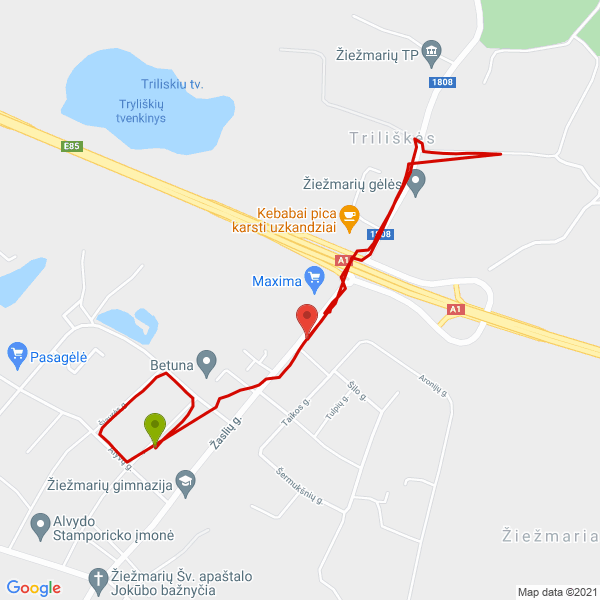 Žiežmarių TP
1808
Triliskiu tv.
Tryliškių
tvenkinys
E85
Triliškės
Žiežmarių gėlės
Kebabai pica
karsti uzkandziai
1808
A1
Maxima
A1
Pasagėlė
Betuna
Aronijų g.
Šilo g.
Tulpių g.
Taikos g.
Žaslių g.
Alyvų g.
Šermukšnių g.
Žiežmarių gimnazija
Alvydo
Stamporicko įmonė
Žiežmaria
Žiežmarių Šv. apaštalo
Jokūbo bažnyčia
Google
Map data ©2021